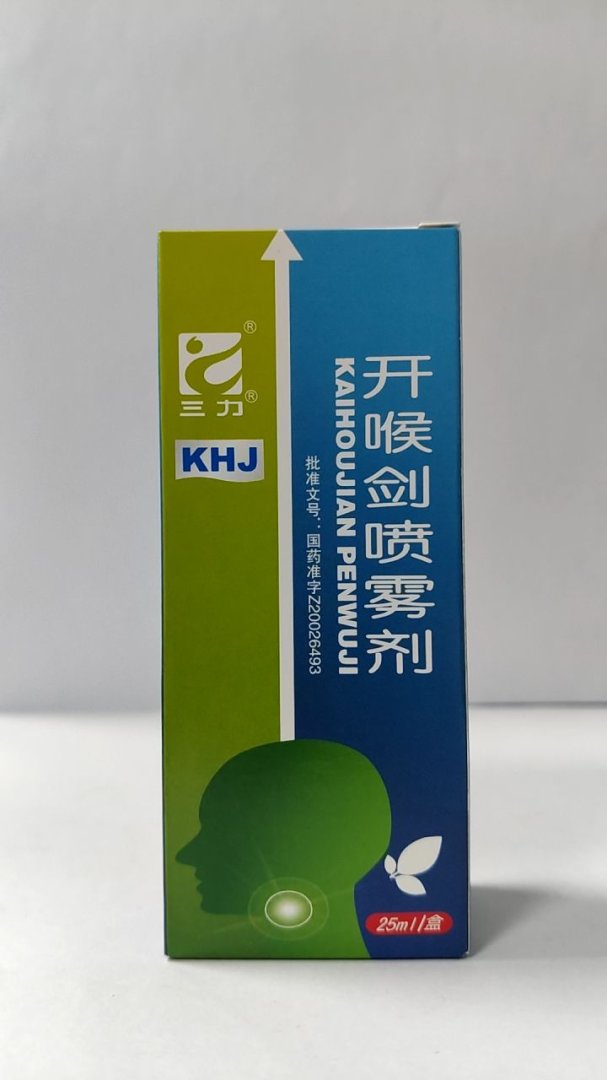 ®
三力®
KHJ
开喉剑喷雾剂
KAIHOUJIAN PENWUJI
批准文号：国药准字Z20026493
25ml/盒